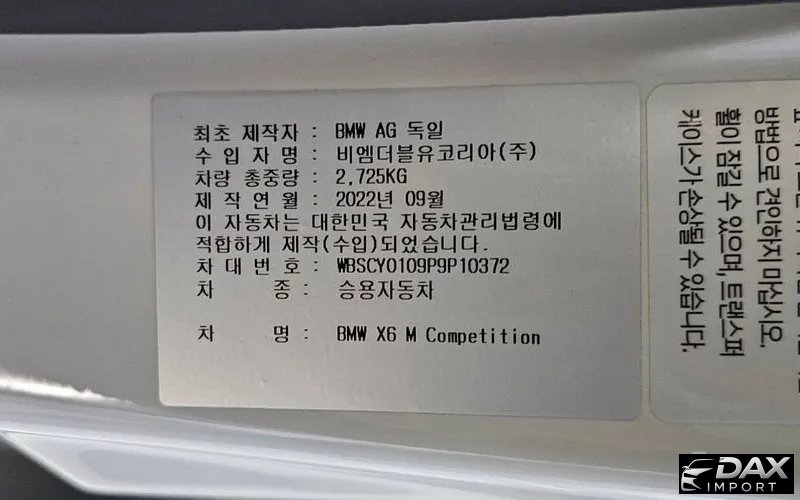 최초 제작자 : BMW AG 독일
수 입 자 명 : 비엠더블유코리아(주)
차량 총중량 : 2,725KG
제 작 연 월 : 2022년 09월
이 자동차는 대한민국 자동차관리법령에
적합하게 제작(수입)되었습니다.
차 대 번 호 : WBSCY0109P9P10372
차 종 : 승용자동차
차 명 : BMW X6 M Competition
방법으로 견인하지 마십시오.
휠이 잠길 수 있으며, 트랜스퍼
케이스가 손상될 수 있습니다.
DAX
IMPORT